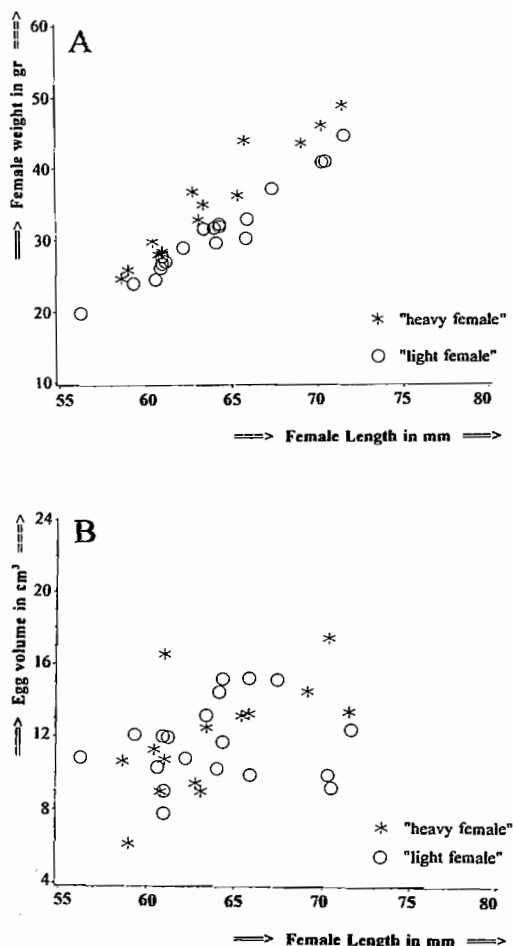 A
===> Female weight in gr ===>
60
50
40
30
20
10
55 60 65 70 75 80
===> Female Length in mm ===>
* "heavy female"
○ "light female"
B
===> Egg volume in cm³ ===>
24
20
16
12
8
4
55 60 65 70 75 80
===> Female Length in mm ===>
* "heavy female"
○ "light female"